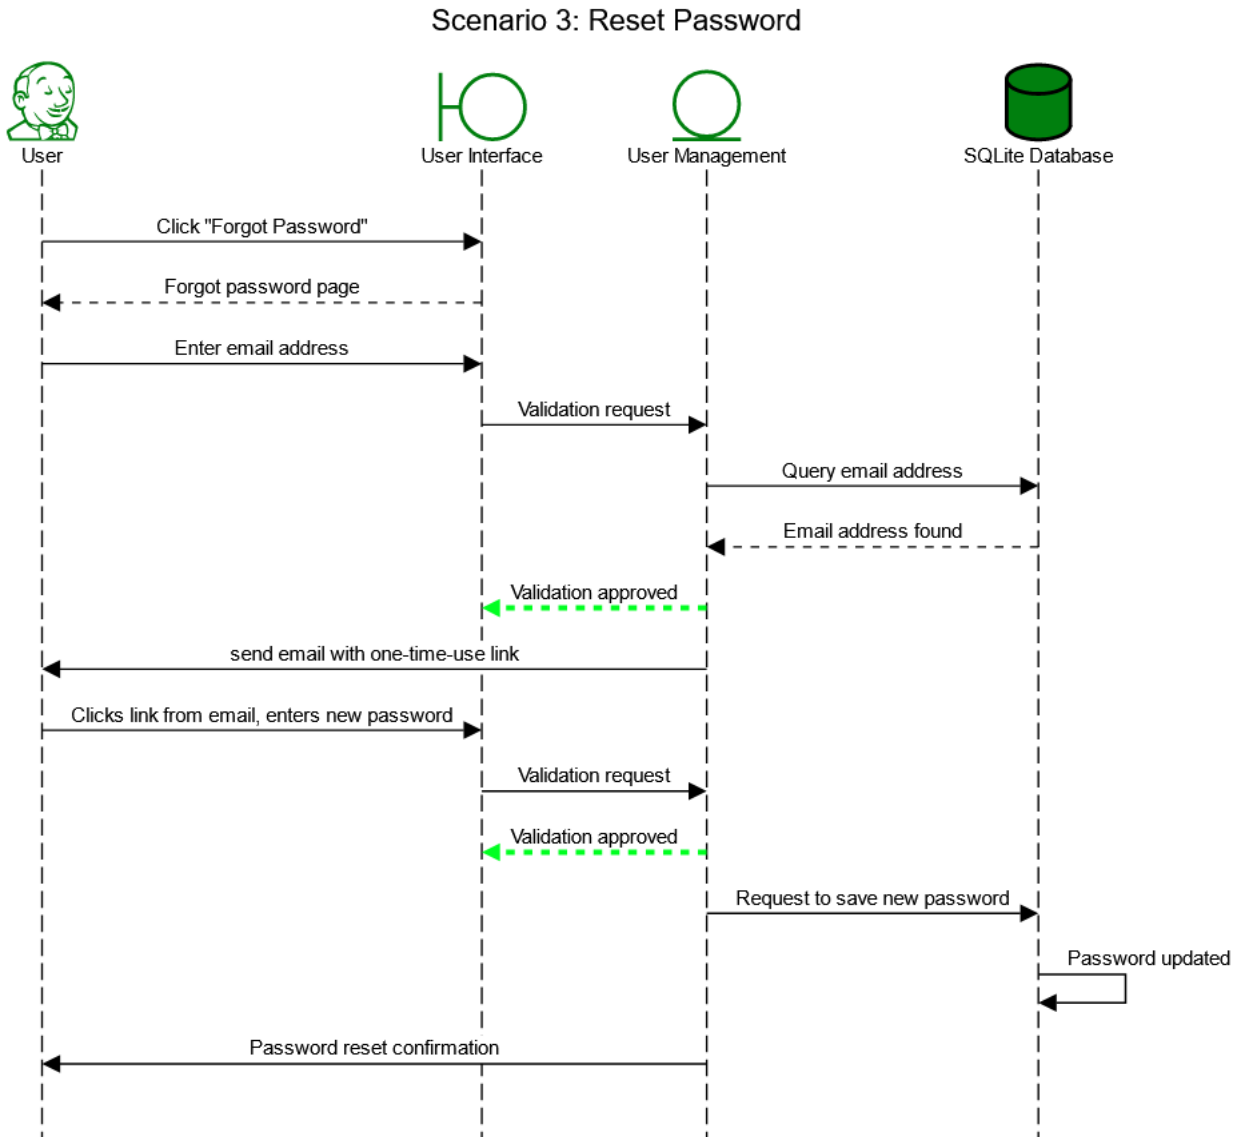 Scenario 3: Reset Password
User
User Interface
User Management
SQLite Database
Click "Forgot Password"
Forgot password page
Enter email address
Validation request
Query email address
Email address found
Validation approved
send email with one-time-use link
Clicks link from email, enters new password
Validation request
Validation approved
Request to save new password
Password updated
Password reset confirmation